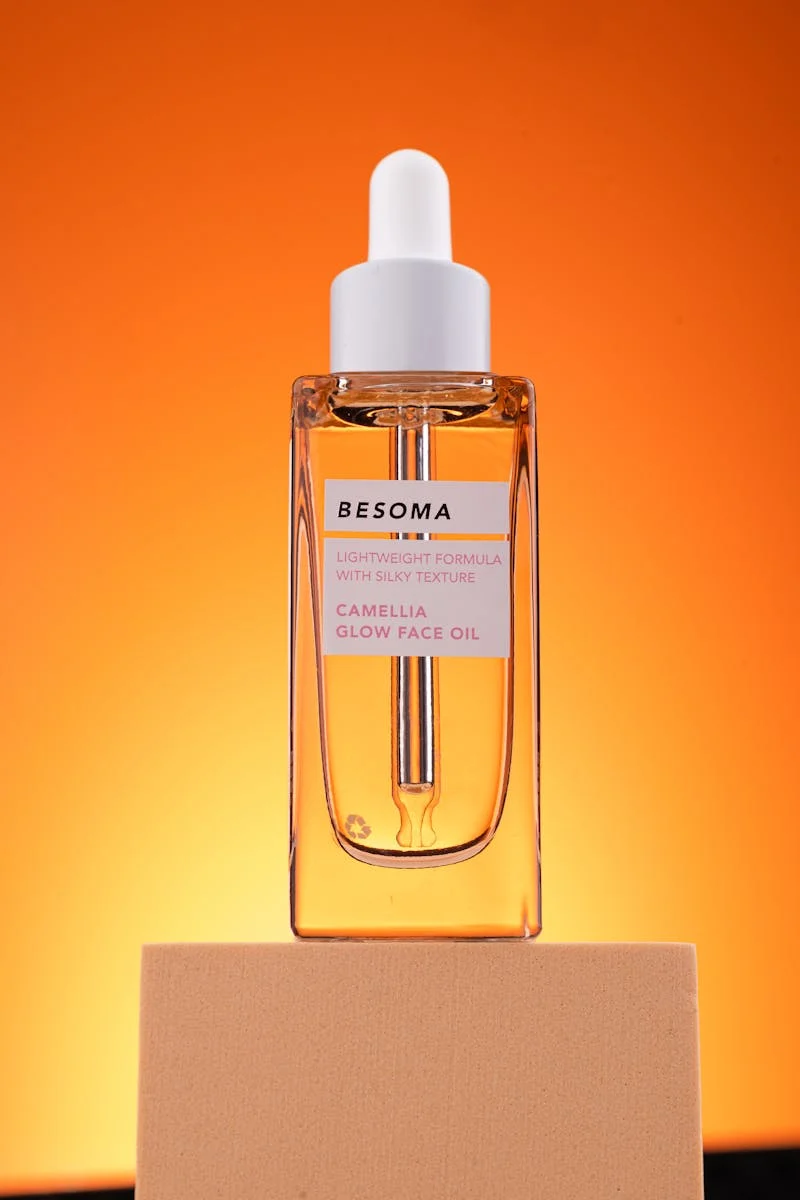 BESOMA
LIGHTWEIGHT FORMULA
WITH SILKY TEXTURE
CAMELLIA
GLOW FACE OIL